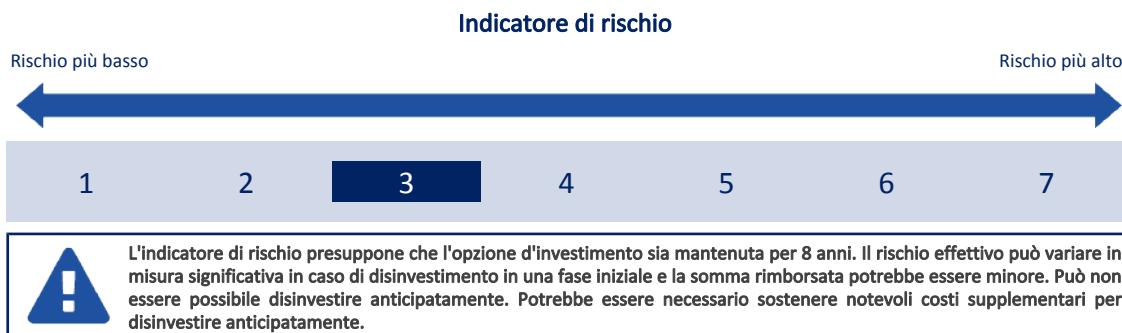 Indicatore di rischio
Rischio più basso
Rischio più alto
1 2 3 4 5 6 7
L'indicatore di rischio presuppone che l'opzione d'investimento sia mantenuta per 8 anni. Il rischio effettivo può variare in
misura significativa in caso di disinvestimento in una fase iniziale e la somma rimborsata potrebbe essere minore. Può non
essere possibile disinvestire anticipatamente. Potrebbe essere necessario sostenere notevoli costi supplementari per
disinvestire anticipatamente.